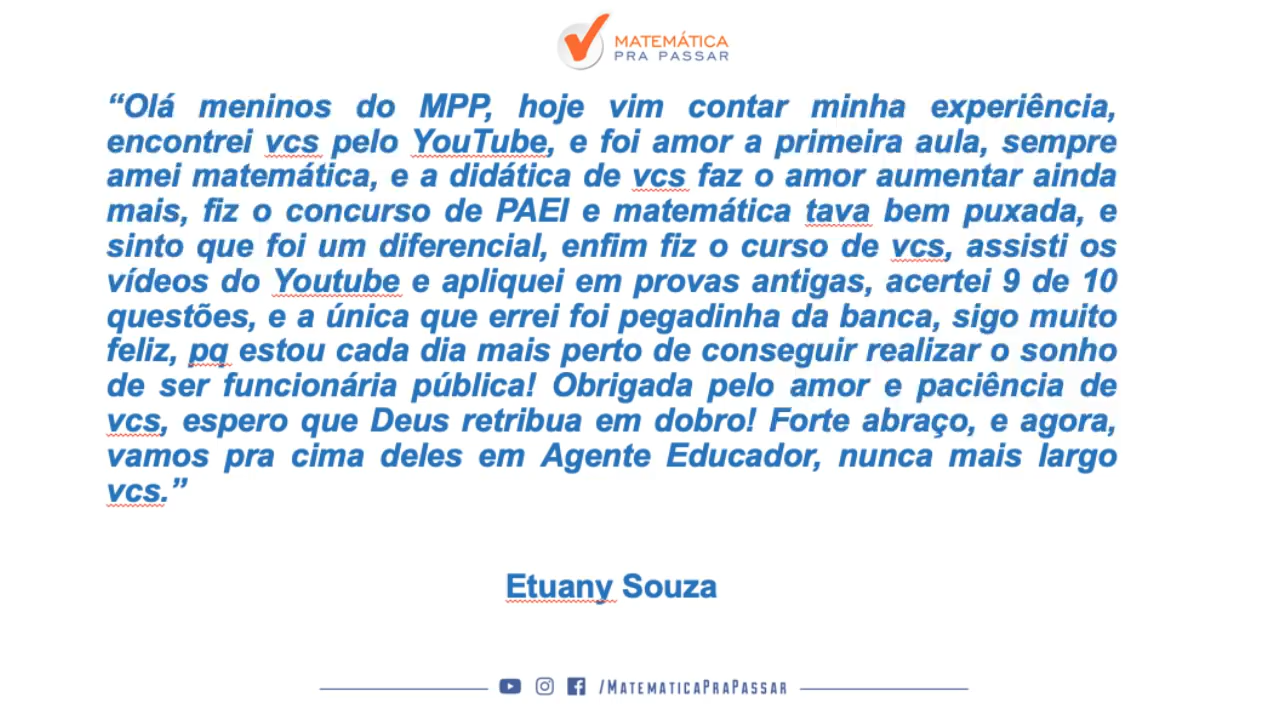 MATEMÁTICA
PRA PASSAR
“Olá meninos do MPP, hoje vim contar minha experiência,
encontrei vcs pelo YouTube, e foi amor a primeira aula, sempre
amei matemática, e a didática de vcs faz o amor aumentar ainda
mais, fiz o concurso de PAEI e matemática tava bem puxada, e
sinto que foi um diferencial, enfim fiz o curso de vcs, assisti os
vídeos do Youtube e apliquei em provas antigas, acertei 9 de 10
questões, e a única que errei foi pegadinha da banca, sigo muito
feliz, pq estou cada dia mais perto de conseguir realizar o sonho
de ser funcionária pública! Obrigada pelo amor e paciência de
vcs, espero que Deus retribua em dobro! Forte abraço, e agora,
vamos pra cima deles em Agente Educador, nunca mais largo
vcs.”
Etuany Souza
/MATEMATICAPRAPASSAR